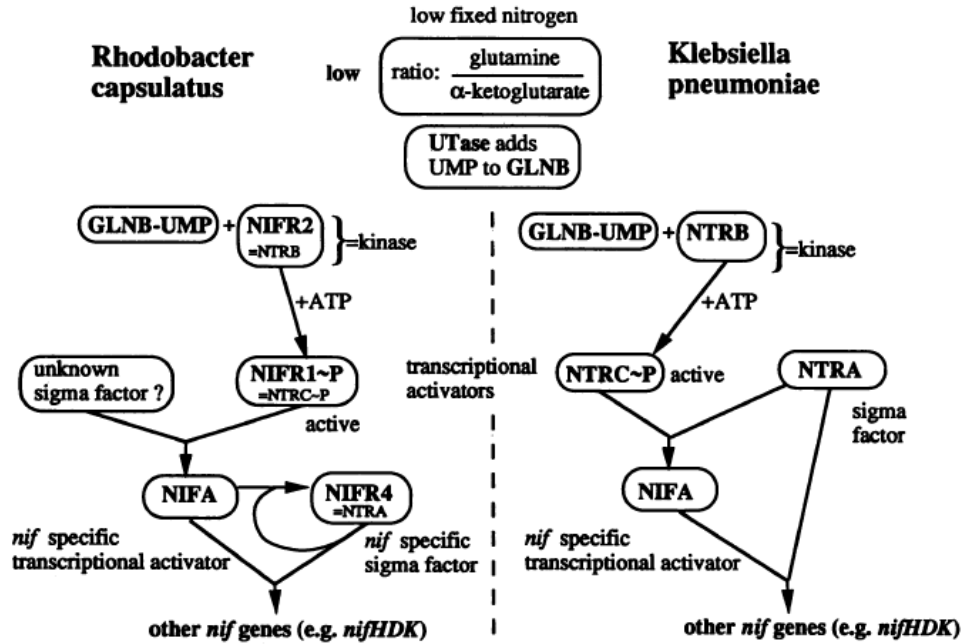 low fixed nitrogen
Rhodobacter
capsulatus
low
ratio: glutamine
α-ketoglutarate
Klebsiella
pneumoniae
UTase adds
UMP to GLNB
GLNB-UMP + NIFR2
=NTRB
}=kinase
+ATP
unknown
sigma factor ?
NIFR1~P
=NTRC~P
active
NIFA
NIFR4
=NTRA
nif specific
transcriptional activator
nif specific
sigma factor
other nif genes (e.g. nifHDK)
transcriptional
activators
GLNB-UMP + NTRB
}=kinase
+ATP
NTRC~P active
NTRA
sigma
factor
NIFA
nif specific
transcriptional activator
other nif genes (e.g. nifHDK)